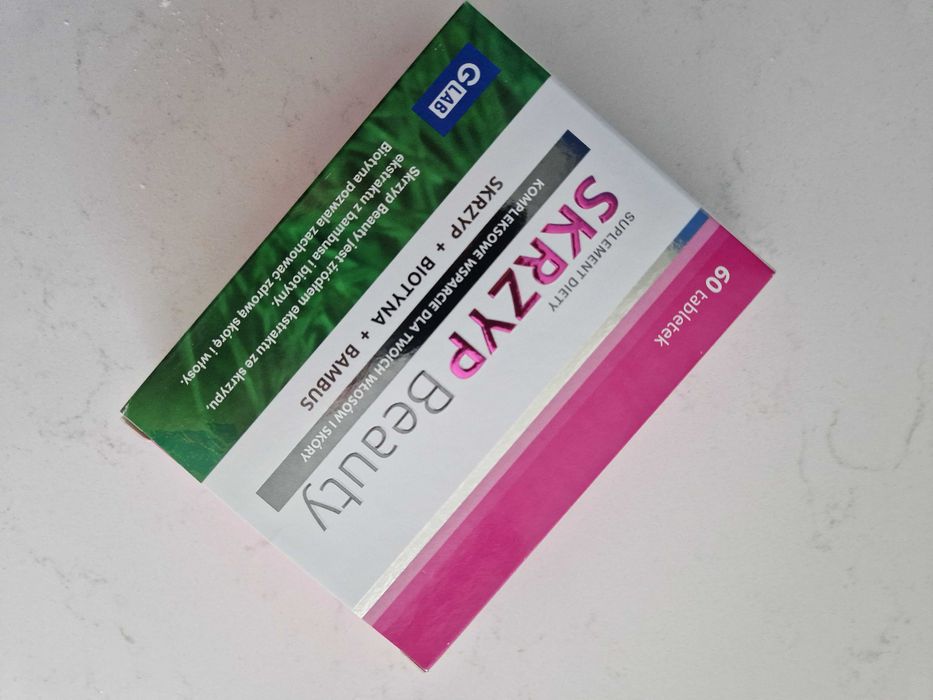 60 tabletek
SUPLEMENT DIETY
SKRZYP Beauty
KOMPLEKSOWE WSPARCIE DLA TWOICH WŁOSÓW I SKÓRY
SKRZYP + BIOTYNA + BAMBUS
Skrzyp Beauty jest źródłem ekstraktu ze skrzypu,
ekstraktu z bambusa i biotyny.
Biotyna pozwala zachować zdrową skórę i włosy.
G LAB